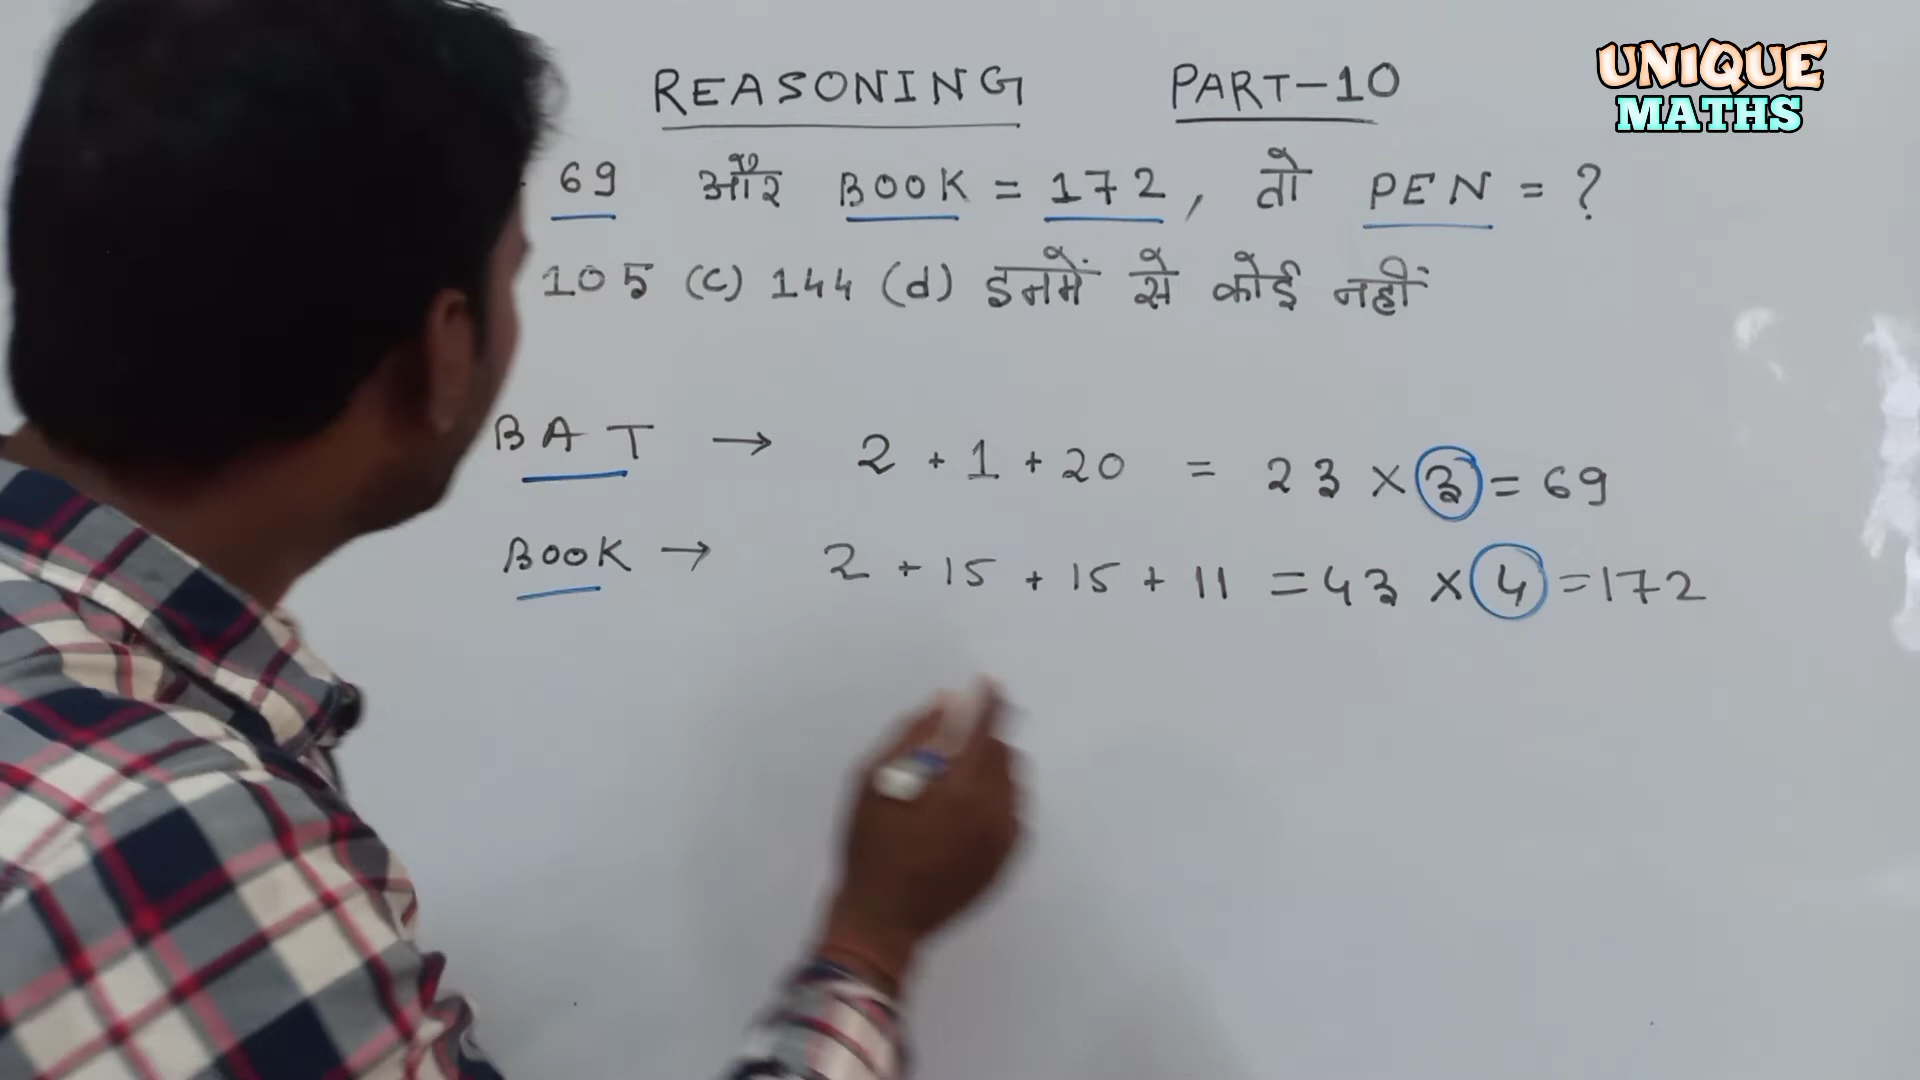 REASONING PART-10
UNIQUE
MATHS
69 और BOOK = 172, तो PEN = ?
105 (c) 144 (d) इनमें से कोई नहीं
BAT → 2 + 1 + 20 = 23 × 3 = 69
BOOK → 2 + 15 + 15 + 11 = 43 × 4 = 172